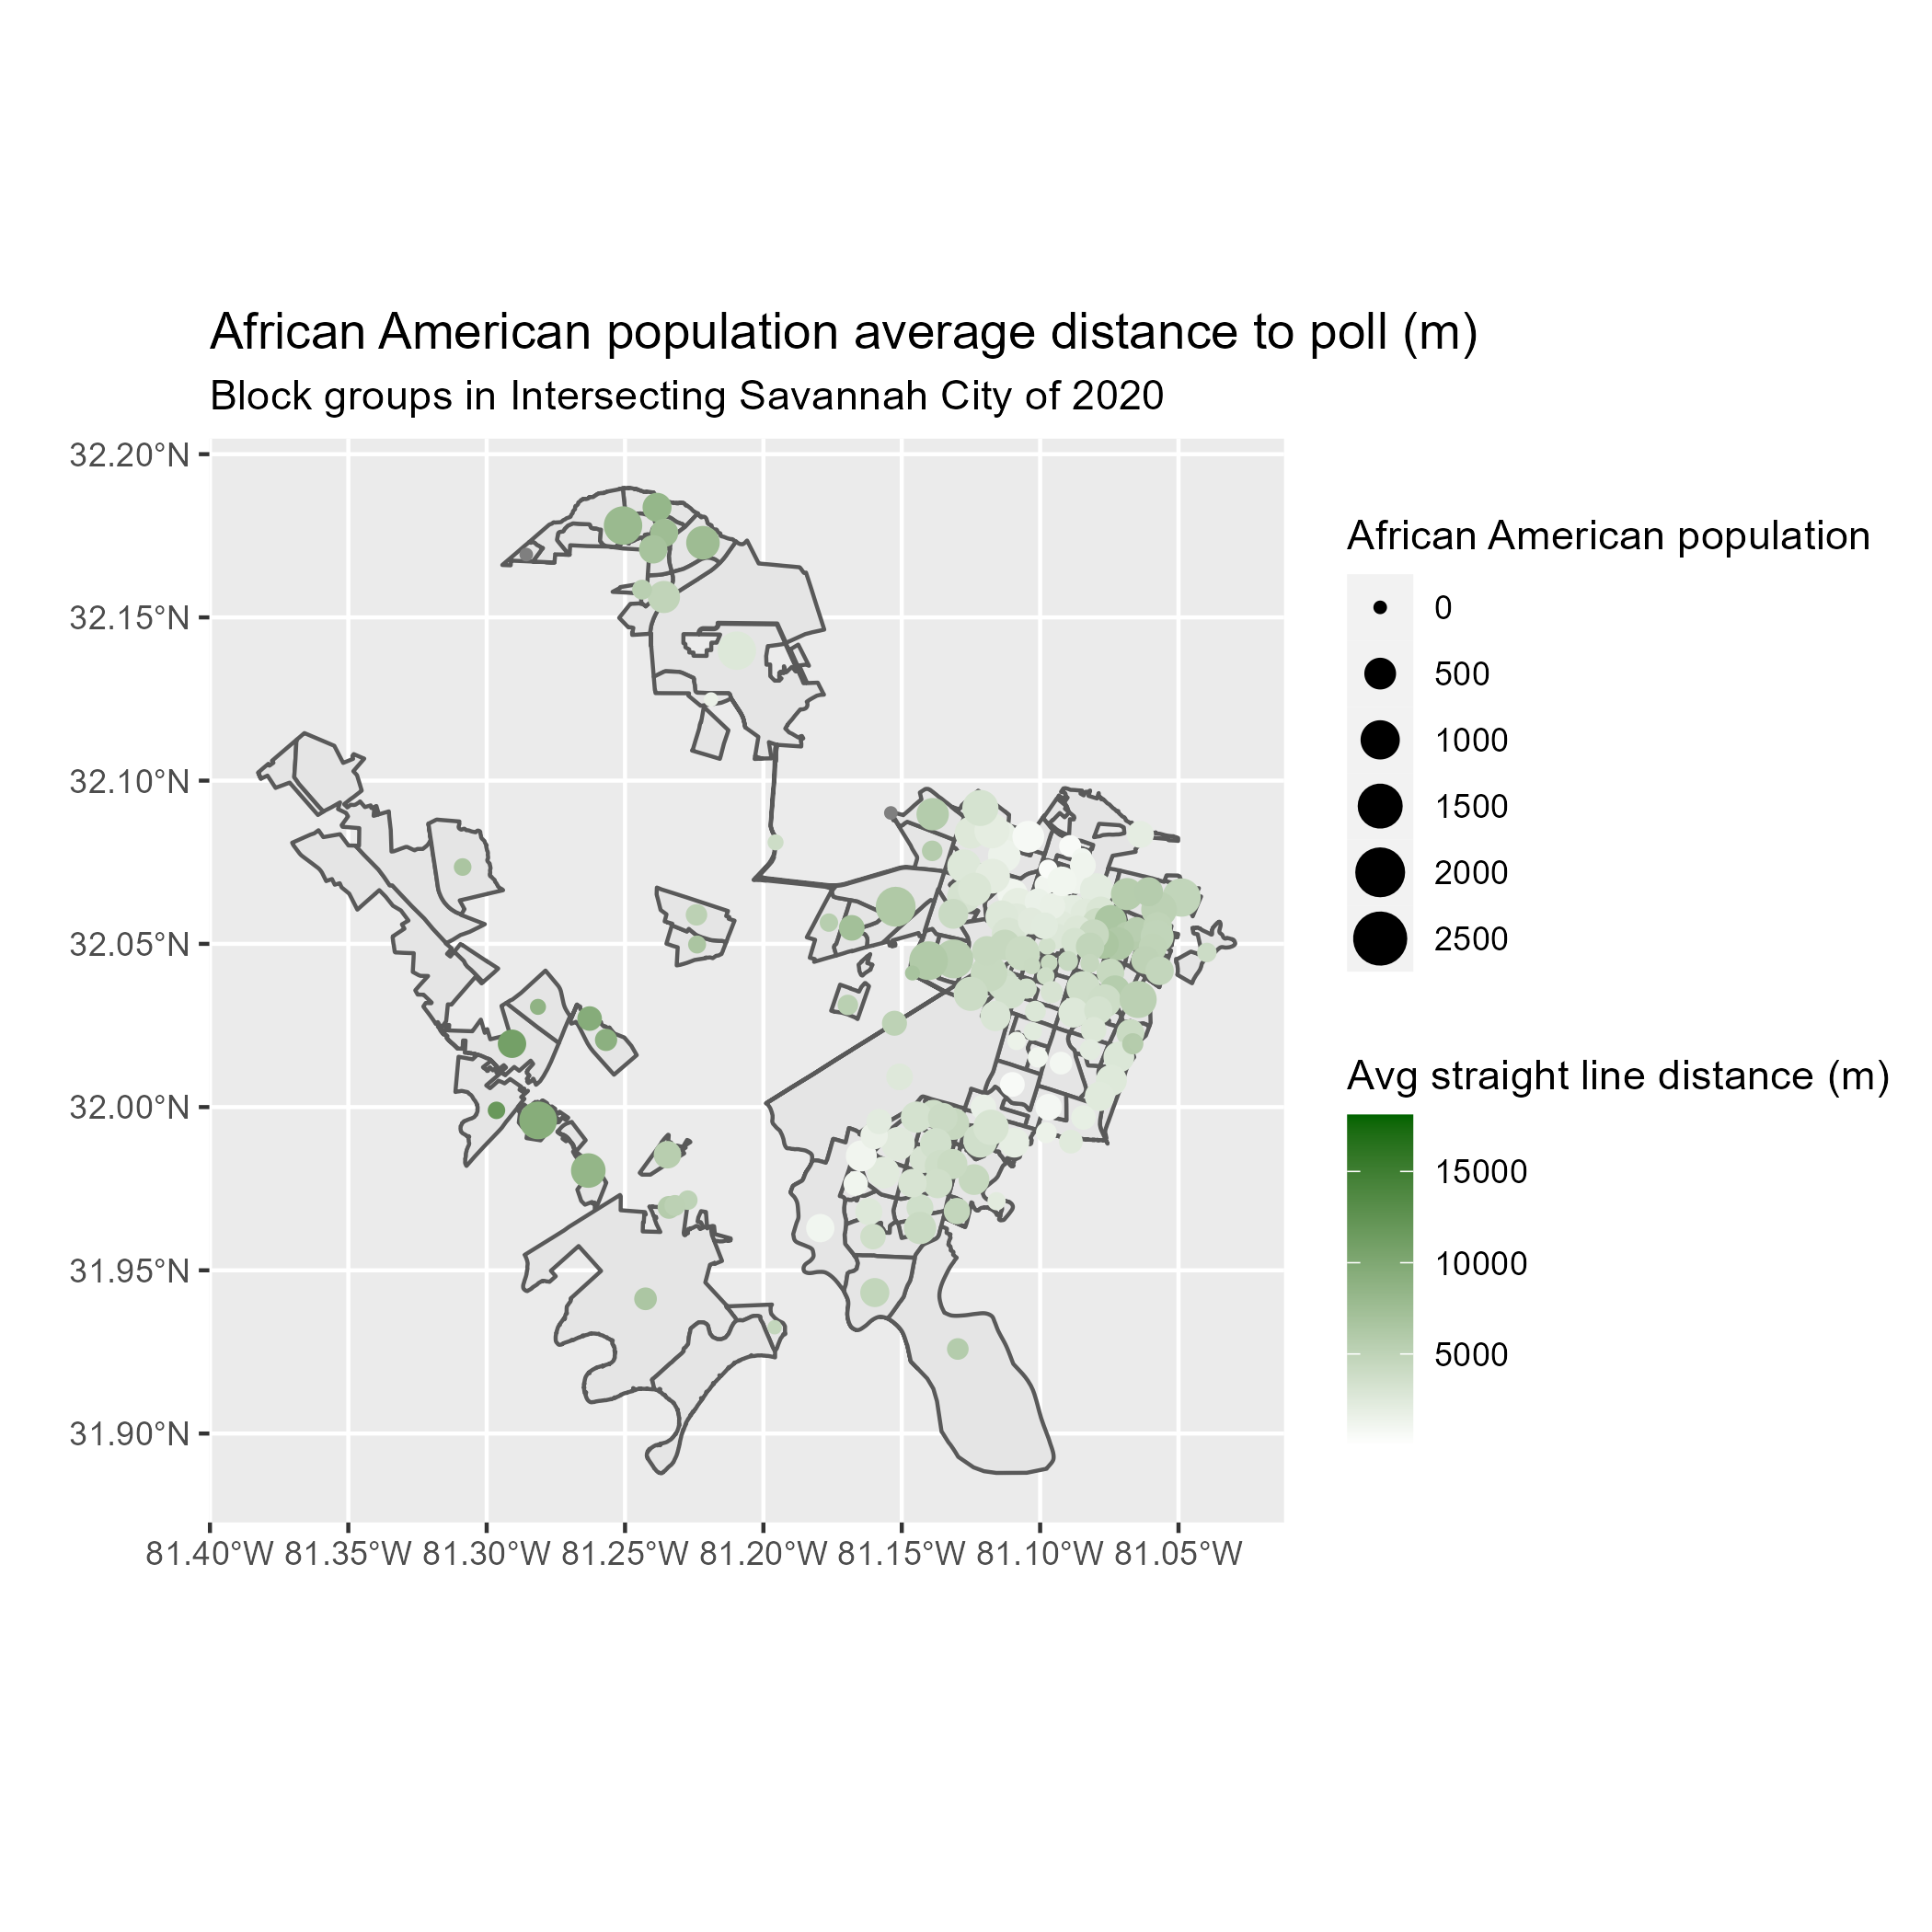 African American population average distance to poll (m)
Block groups in Intersecting Savannah City of 2020
32.20°N
32.15°N
32.10°N
32.05°N
32.00°N
31.95°N
31.90°N
81.40°W 81.35°W 81.30°W 81.25°W 81.20°W 81.15°W 81.10°W 81.05°W
African American population
0
500
1000
1500
2000
2500
Avg straight line distance (m)
15000
10000
5000